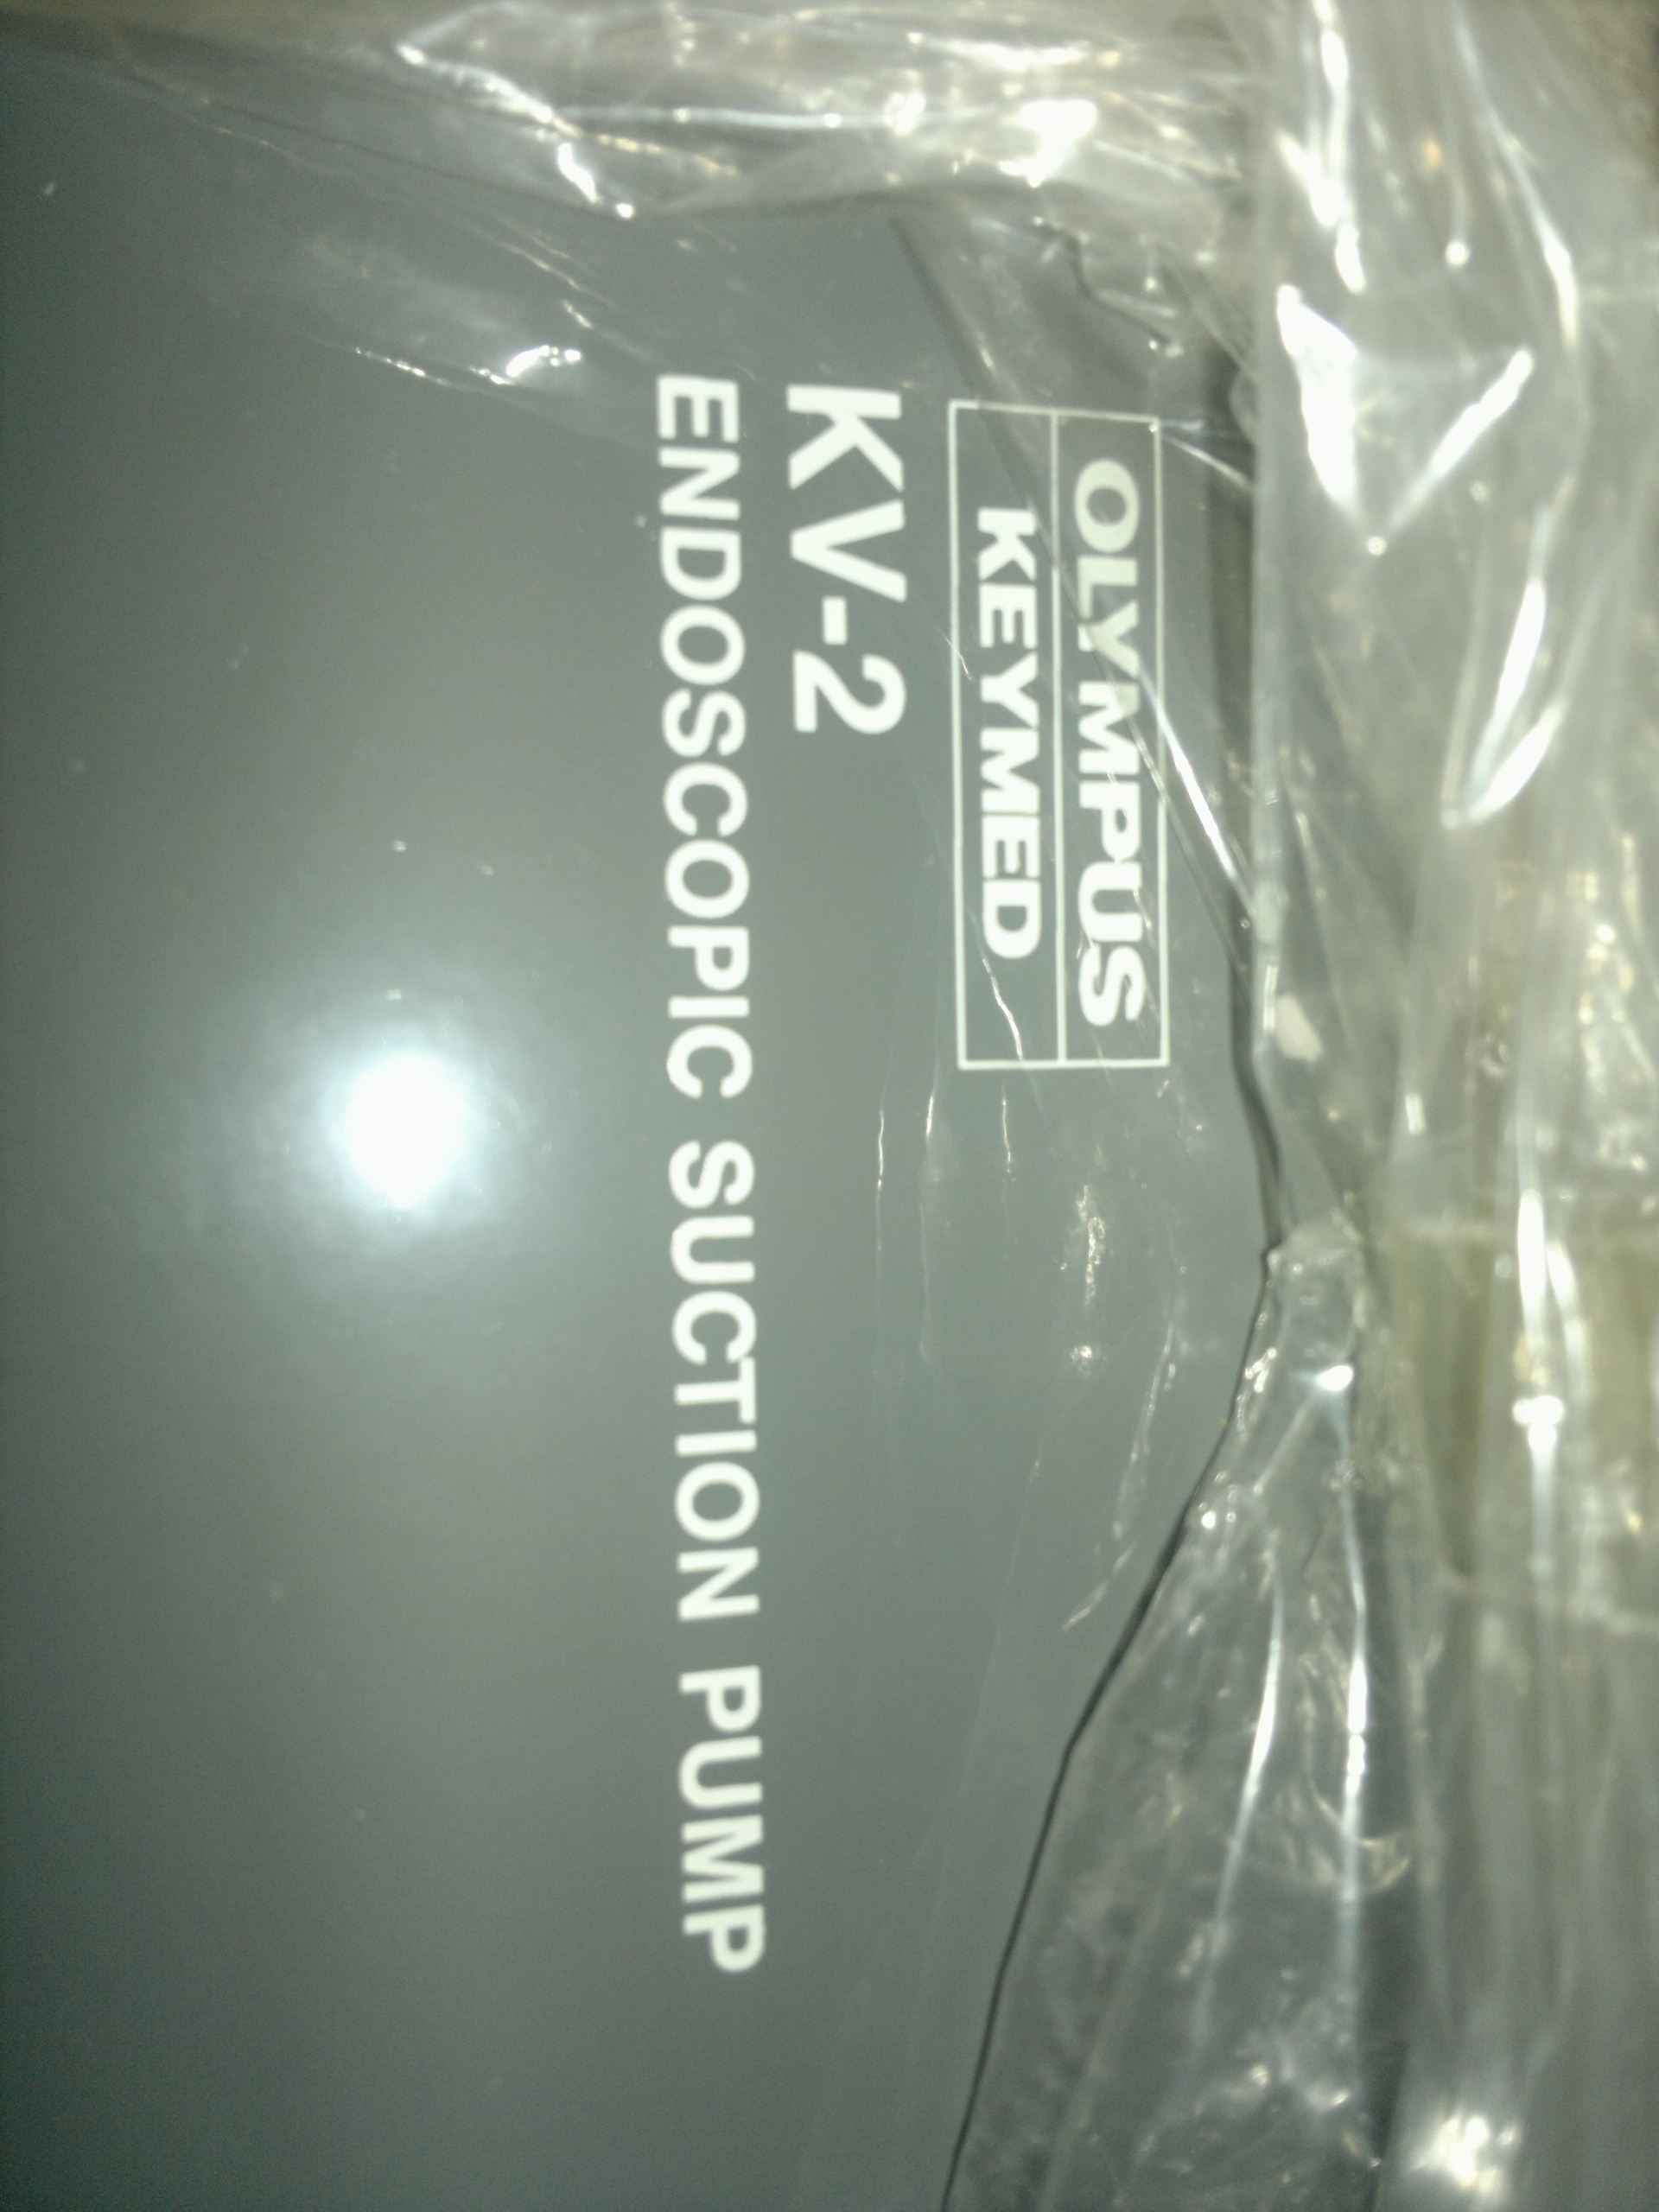 OLYMPUS
KEYMED
KV-2
ENDOSCOPIC SUCTION PUMP